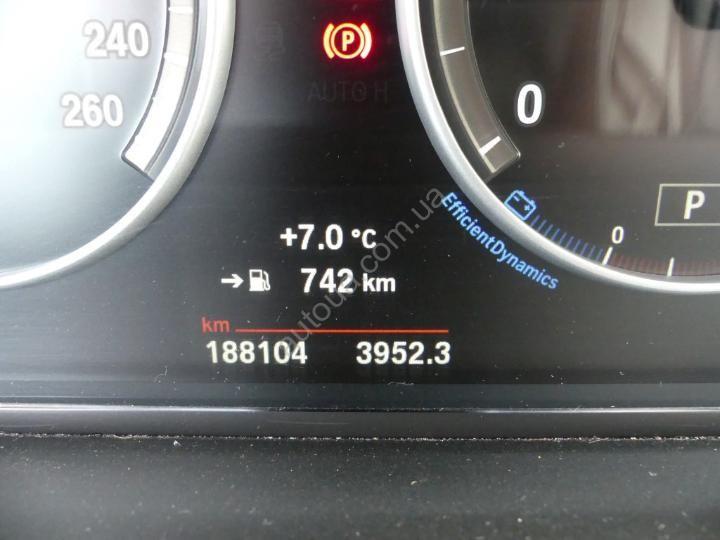 240
260
P
AUTO H
0
EfficientDynamics
0
P
+7.0 °C
→ 742 km
km
188104 3952.3
autoua.com.ua